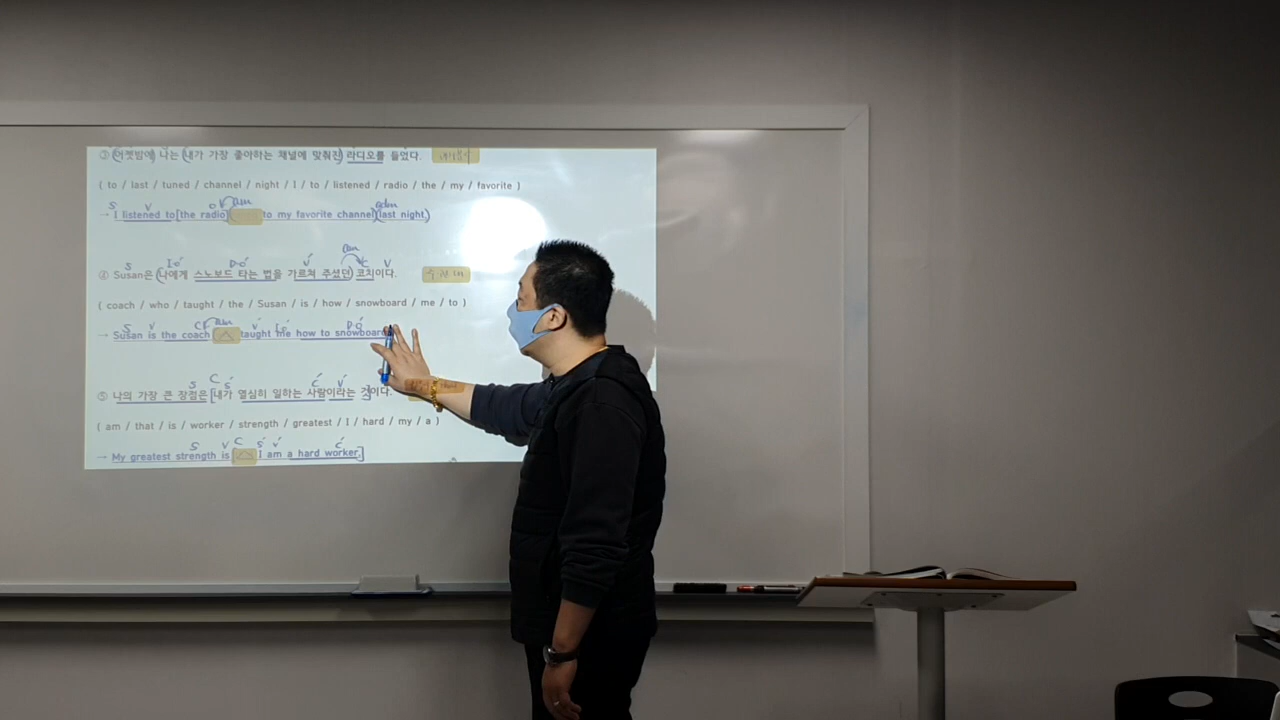 ③ (어젯밤에) 나는 (내가 가장 좋아하는 채널에 맞춰진) 라디오를 들었다.
( to / last / tuned / channel / night / I / to / listened / radio / the / my / favorite )
S V O V am adm
→ I listened to [the radio] ( to my favorite channel) (last night.)
am
S I·O' D·O' V' C V
④ Susan은 (나에게 스노보드 타는 법을 가르쳐 주셨던) 코치이다.
( coach / who / taught / the / Susan / is / how / snowboard / me / to )
S V C am V' I·o' D·O'
→ Susan is the coach taught me how to snowboard
S C S' C' V'
⑤ 나의 가장 큰 장점은 [내가 열심히 일하는 사람이라는 것]이다.
( am / that / is / worker / strength / greatest / I / hard / my / a )
S V C S' V' C'
→ My greatest strength is [ I am a hard worker.]